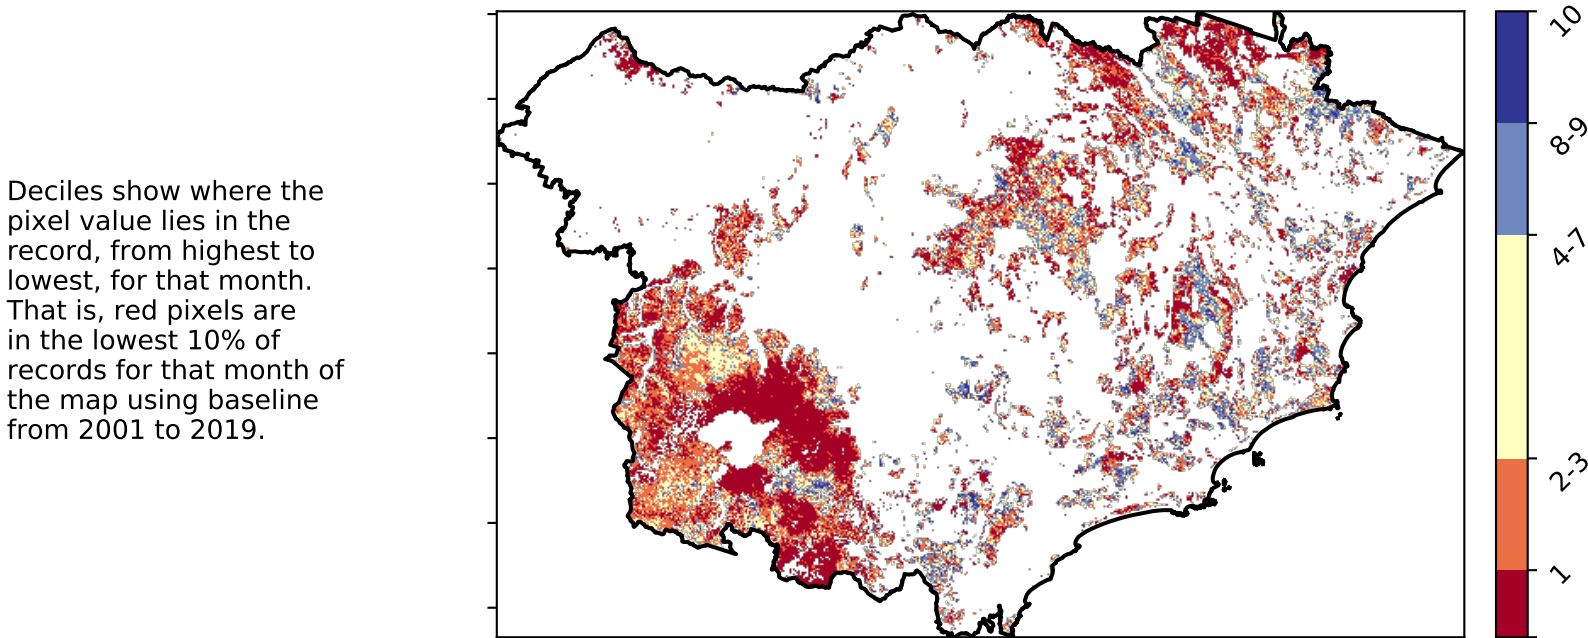 Deciles show where the
pixel value lies in the
record, from highest to
lowest, for that month.
That is, red pixels are
in the lowest 10% of
records for that month of
the map using baseline
from 2001 to 2019.
10
8-9
4-7
2-3
1